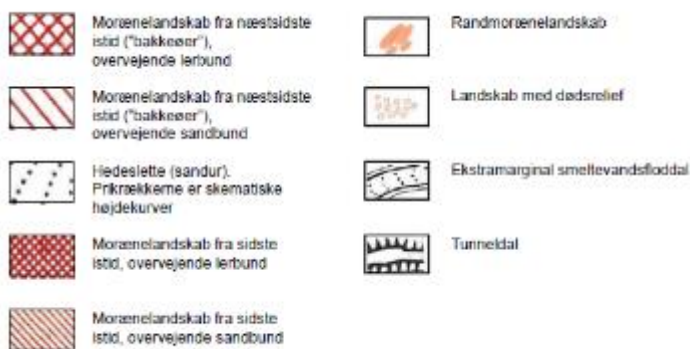 Morænelandskab fra næstsidste
istid ("bakkeøer"),
overvejende lerbund
Morænelandskab fra næstsidste
istid ("bakkeøer"),
overvejende sandbund
Hedeslette (sandur).
Prikrækkerne er skematiske
højdekurver
Morænelandskab fra sidste
istid, overvejende lerbund
Morænelandskab fra sidste
istid, overvejende sandbund
Randmorænelandskab
Landskab med dødsrelief
Ekstramarginal smeltevandsfloddal
Tunneldal